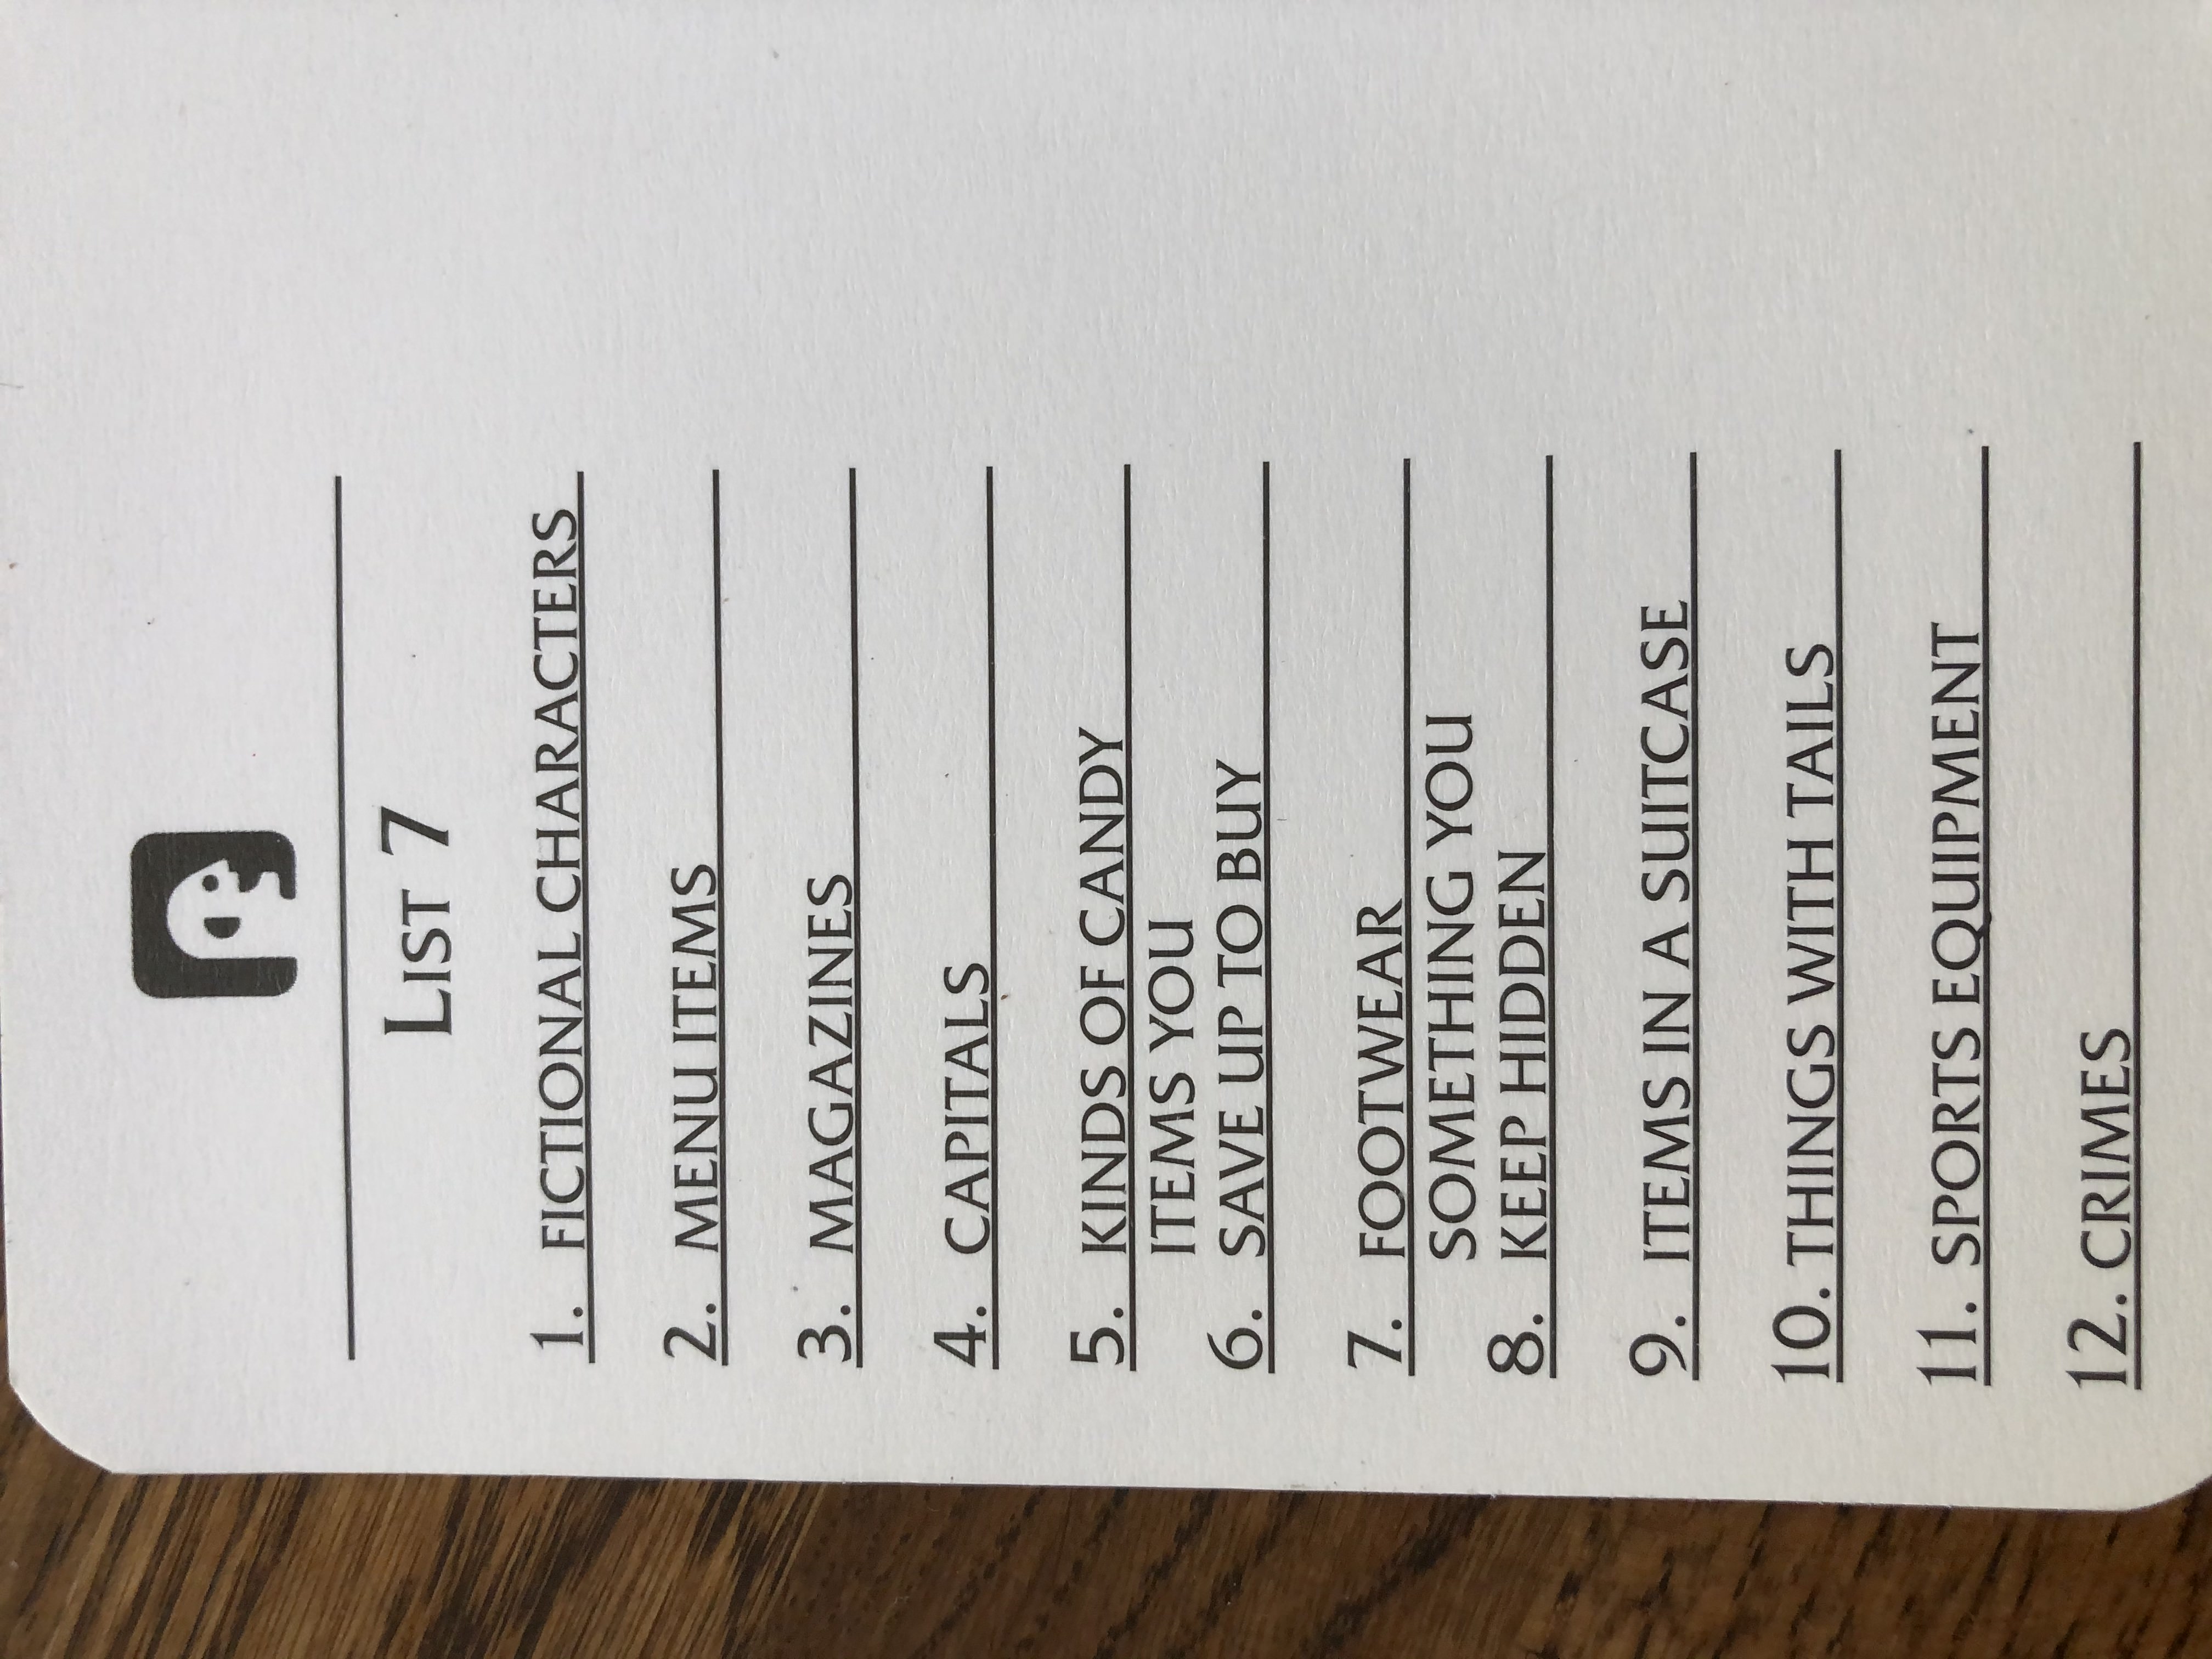 LIST 7
1. FICTIONAL CHARACTERS
2. MENU ITEMS
3. MAGAZINES
4. CAPITALS
5. KINDS OF CANDY
ITEMS YOU
6. SAVE UP TO BUY
7. FOOTWEAR
SOMETHING YOU
8. KEEP HIDDEN
9. ITEMS IN A SUITCASE
10. THINGS WITH TAILS
11. SPORTS EQUIPMENT
12. CRIMES